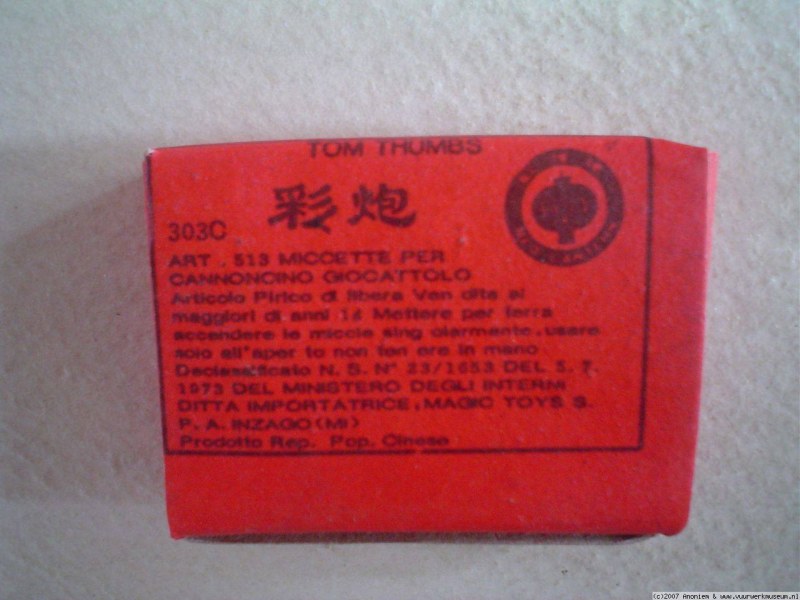 TOM THUMBS
彩炮
303C
ART . 513 MICCETTE PER
CANNONCINO GIOCATTOLO
Articolo Pirico di libera Ven dita ai
maggiori di anni 14 Mettere per terra
accendere le miccie sing olarmente.usare
solo all'aper to non ten ere in mano
Declassificato N. S. N° 23/1653 DEL 5. 7.
1973 DEL MINISTERO DEGLI INTERNI
DITTA IMPORTATRICE,MAGIC TOYS S.
P. A. INZAGO(MI)
Prodotto Rep. Pop. Cinese
(c)2007 Anoniem & www.vuurwerkmuseum.nl